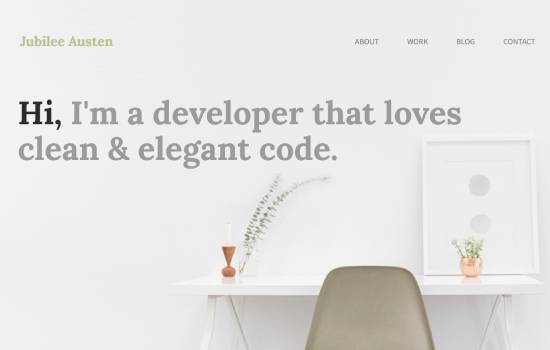 Jubilee Austen
ABOUT WORK BLOG CONTACT
Hi, I'm a developer that loves
clean & elegant code.